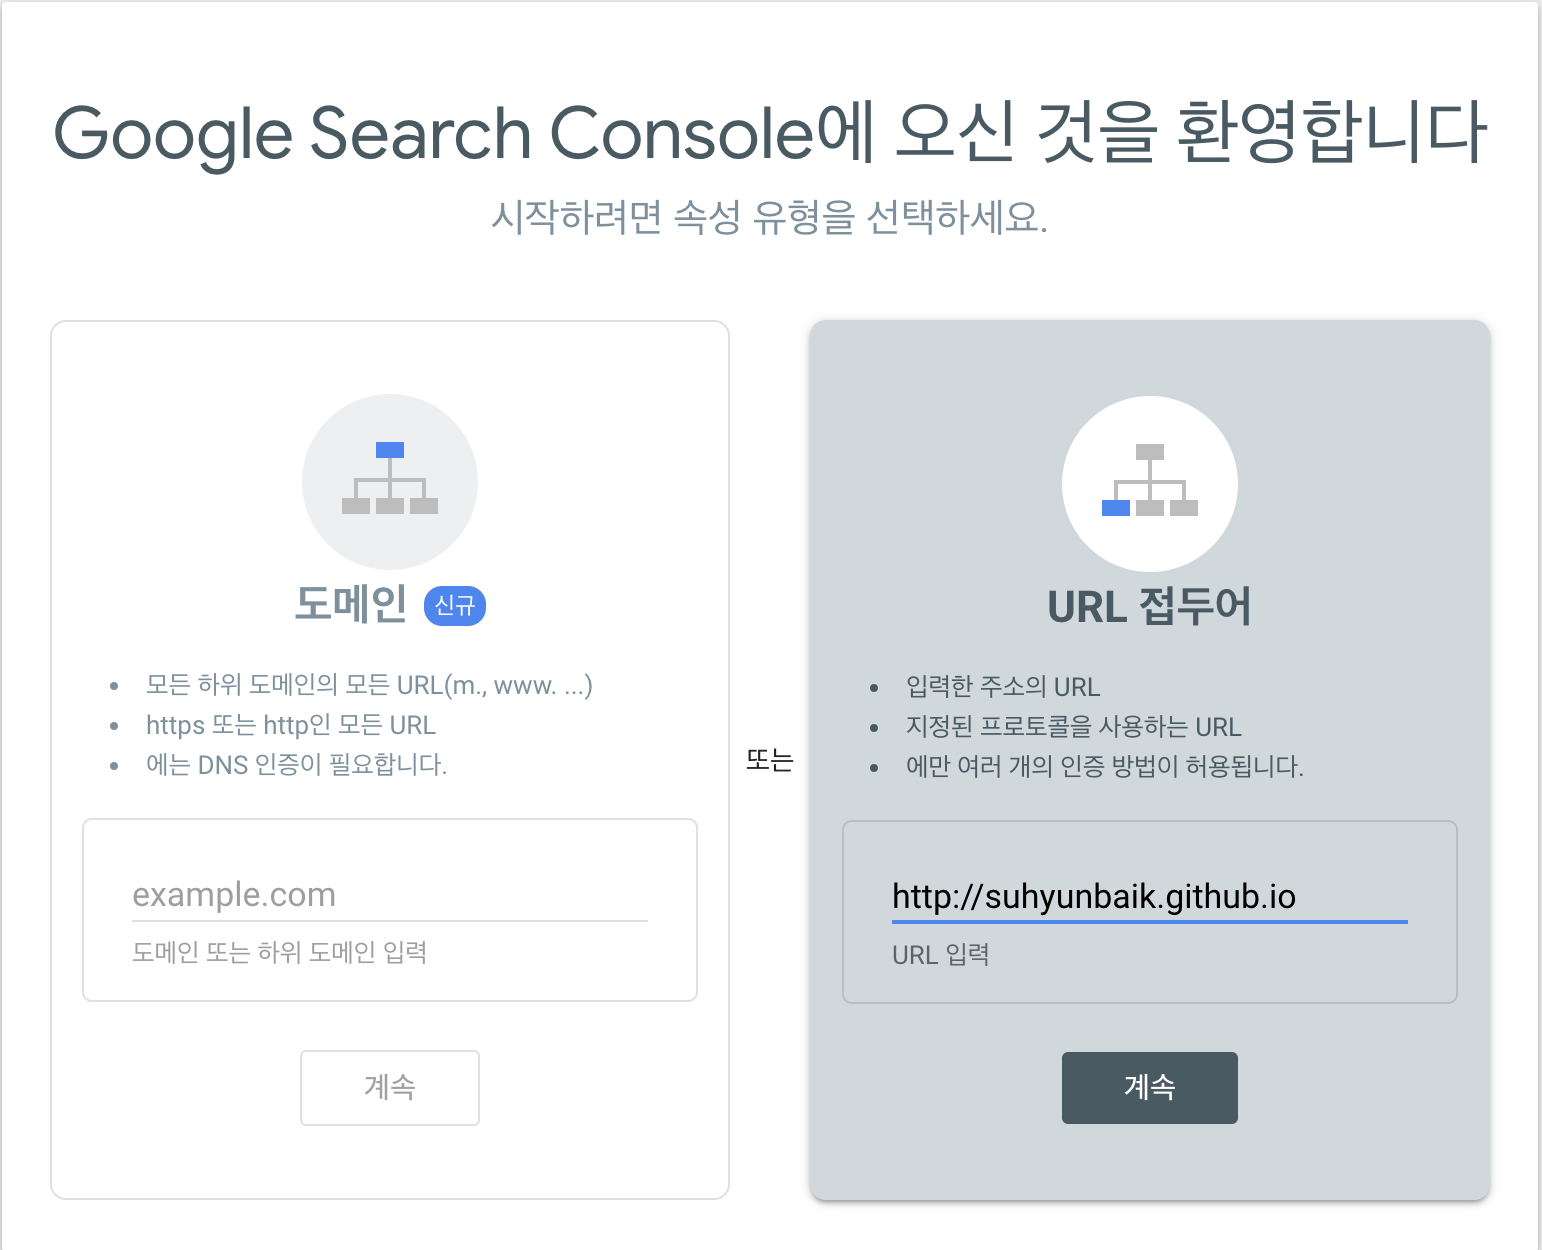 Google Search Console에 오신 것을 환영합니다
시작하려면 속성 유형을 선택하세요.
도메인 신규
모든 하위 도메인의 모든 URL(m., www. ...)
https 또는 http인 모든 URL
에는 DNS 인증이 필요합니다.
example.com
도메인 또는 하위 도메인 입력
계속
또는
URL 접두어
입력한 주소의 URL
지정된 프로토콜을 사용하는 URL
에만 여러 개의 인증 방법이 허용됩니다.
http://suhyunbaik.github.io
URL 입력
계속